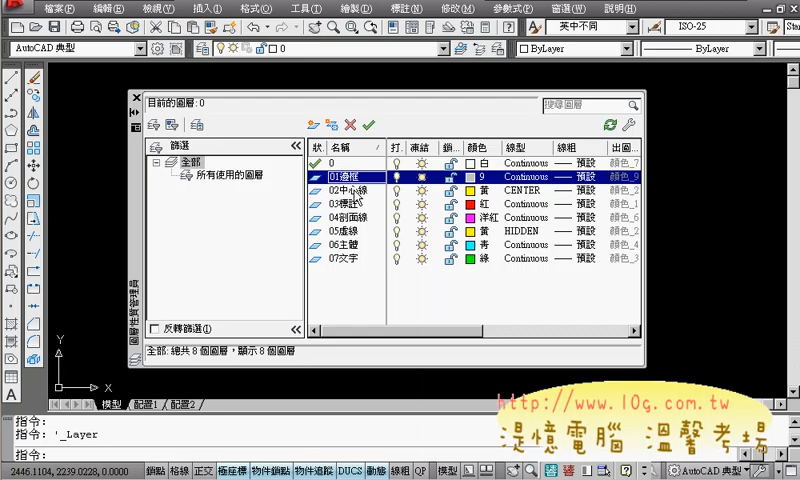 檔案(F) 編輯(E) 檢視(V) 插入(I) 格式(O) 工具(T) 繪製(D) 標註(N) 修改(M) 參數(P) 視窗(W) 說明(H)
英中不同 ISO-25 Star
AutoCAD 典型 0 ByLayer ByLayer
目前的圖層: 0 搜尋圖層
篩選 狀. 名稱 打. 凍結 鎖... 顏色 線型 線粗 出圖...
全部
所有使用的圖層
0 白 Continuous 預設 顏色_7
01邊框 9 Continuous 預設 顏色_9
02中心線 黃 CENTER 預設 顏色_2
03標註 紅 Continuous 預設 顏色_1
04剖面線 洋紅 Continuous 預設 顏色_6
05虛線 黃 HIDDEN 預設 顏色_2
06主體 青 Continuous 預設 顏色_4
07文字 綠 Continuous 預設 顏色_3
反轉篩選(I)
圖層性質管理員
全部: 總共 8 個圖層，顯示 8 個圖層
Y
X
模型 配置1 配置2
http://www.10g.com.tw
湜憶電腦 溫馨考場
指令:
指令: '_Layer
指令:
2446.1104, 2239.0228, 0.0000 鎖點 格線 正交 極座標 物件鎖點 物件追蹤 DUCS 動態 線粗 QP 模型 AutoCAD 典型